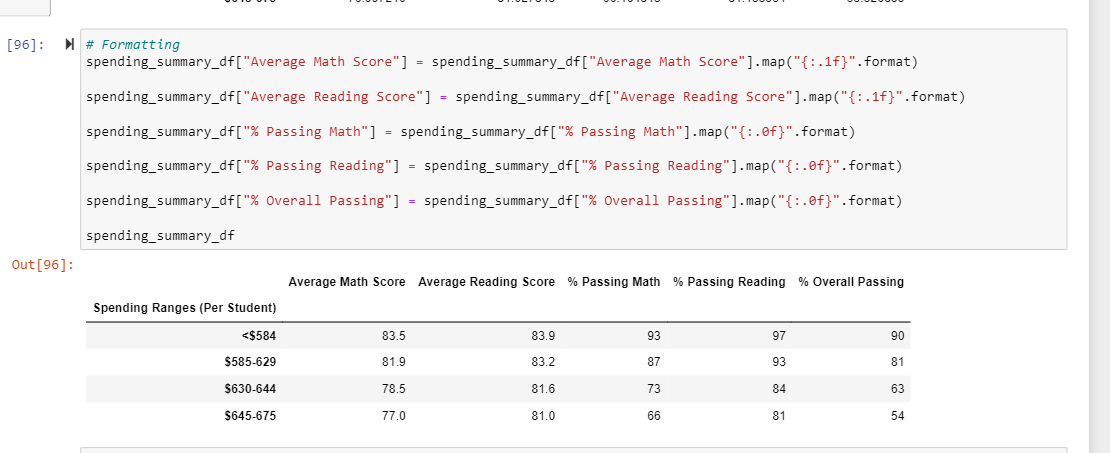 [96]:
# Formatting
spending_summary_df["Average Math Score"] = spending_summary_df["Average Math Score"].map("{:.1f}".format)
spending_summary_df["Average Reading Score"] = spending_summary_df["Average Reading Score"].map("{:.1f}".format)
spending_summary_df["% Passing Math"] = spending_summary_df["% Passing Math"].map("{:.0f}".format)
spending_summary_df["% Passing Reading"] = spending_summary_df["% Passing Reading"].map("{:.0f}".format)
spending_summary_df["% Overall Passing"] = spending_summary_df["% Overall Passing"].map("{:.0f}".format)
spending_summary_df
Out[96]:
Average Math Score Average Reading Score % Passing Math % Passing Reading % Overall Passing
Spending Ranges (Per Student)
<$584 83.5 83.9 93 97 90
$585-629 81.9 83.2 87 93 81
$630-644 78.5 81.6 73 84 63
$645-675 77.0 81.0 66 81 54